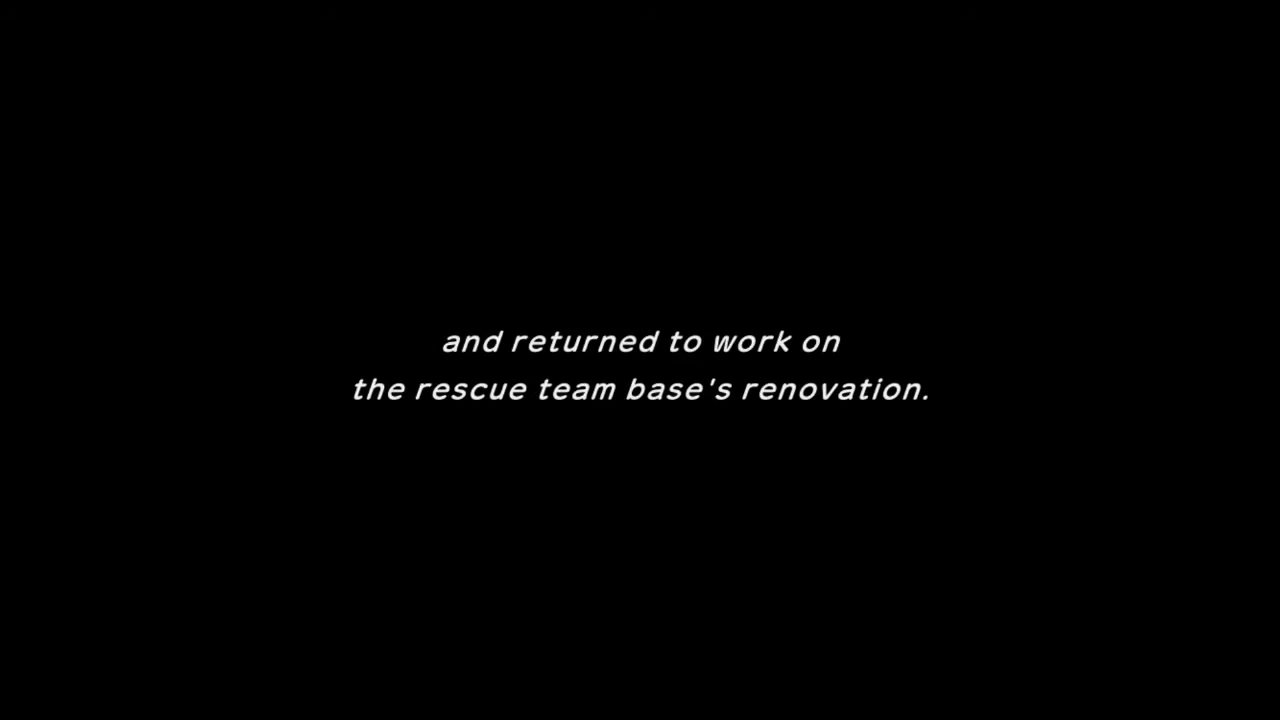 and returned to work on
the rescue team base's renovation.